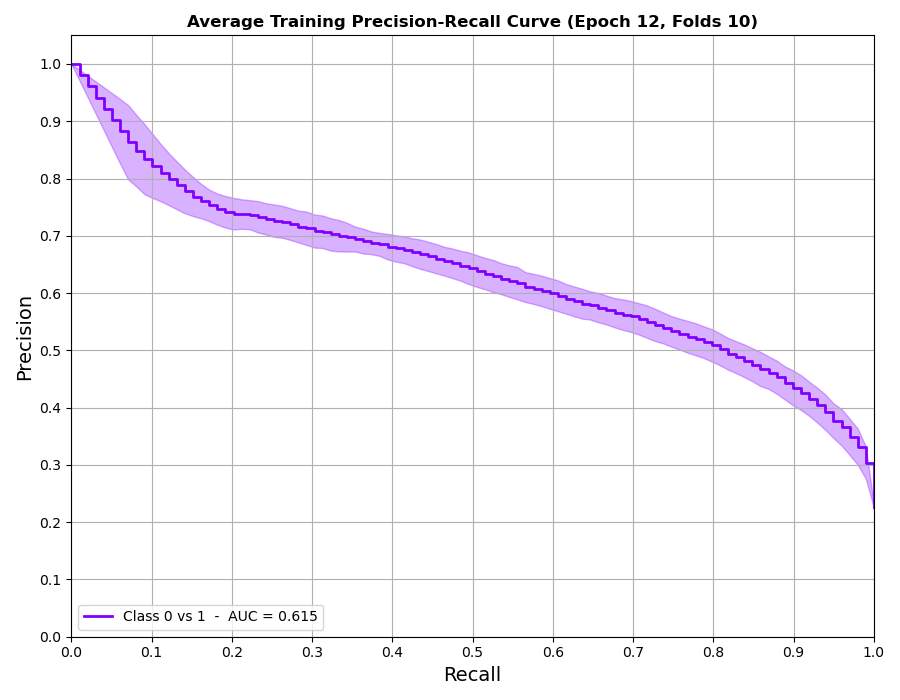 Average Training Precision-Recall Curve (Epoch 12, Folds 10)
Precision
1.0
0.9
0.8
0.7
0.6
0.5
0.4
0.3
0.2
0.1
0.0
Class 0 vs 1 - AUC = 0.615
0.0 0.1 0.2 0.3 0.4 0.5 0.6 0.7 0.8 0.9 1.0
Recall